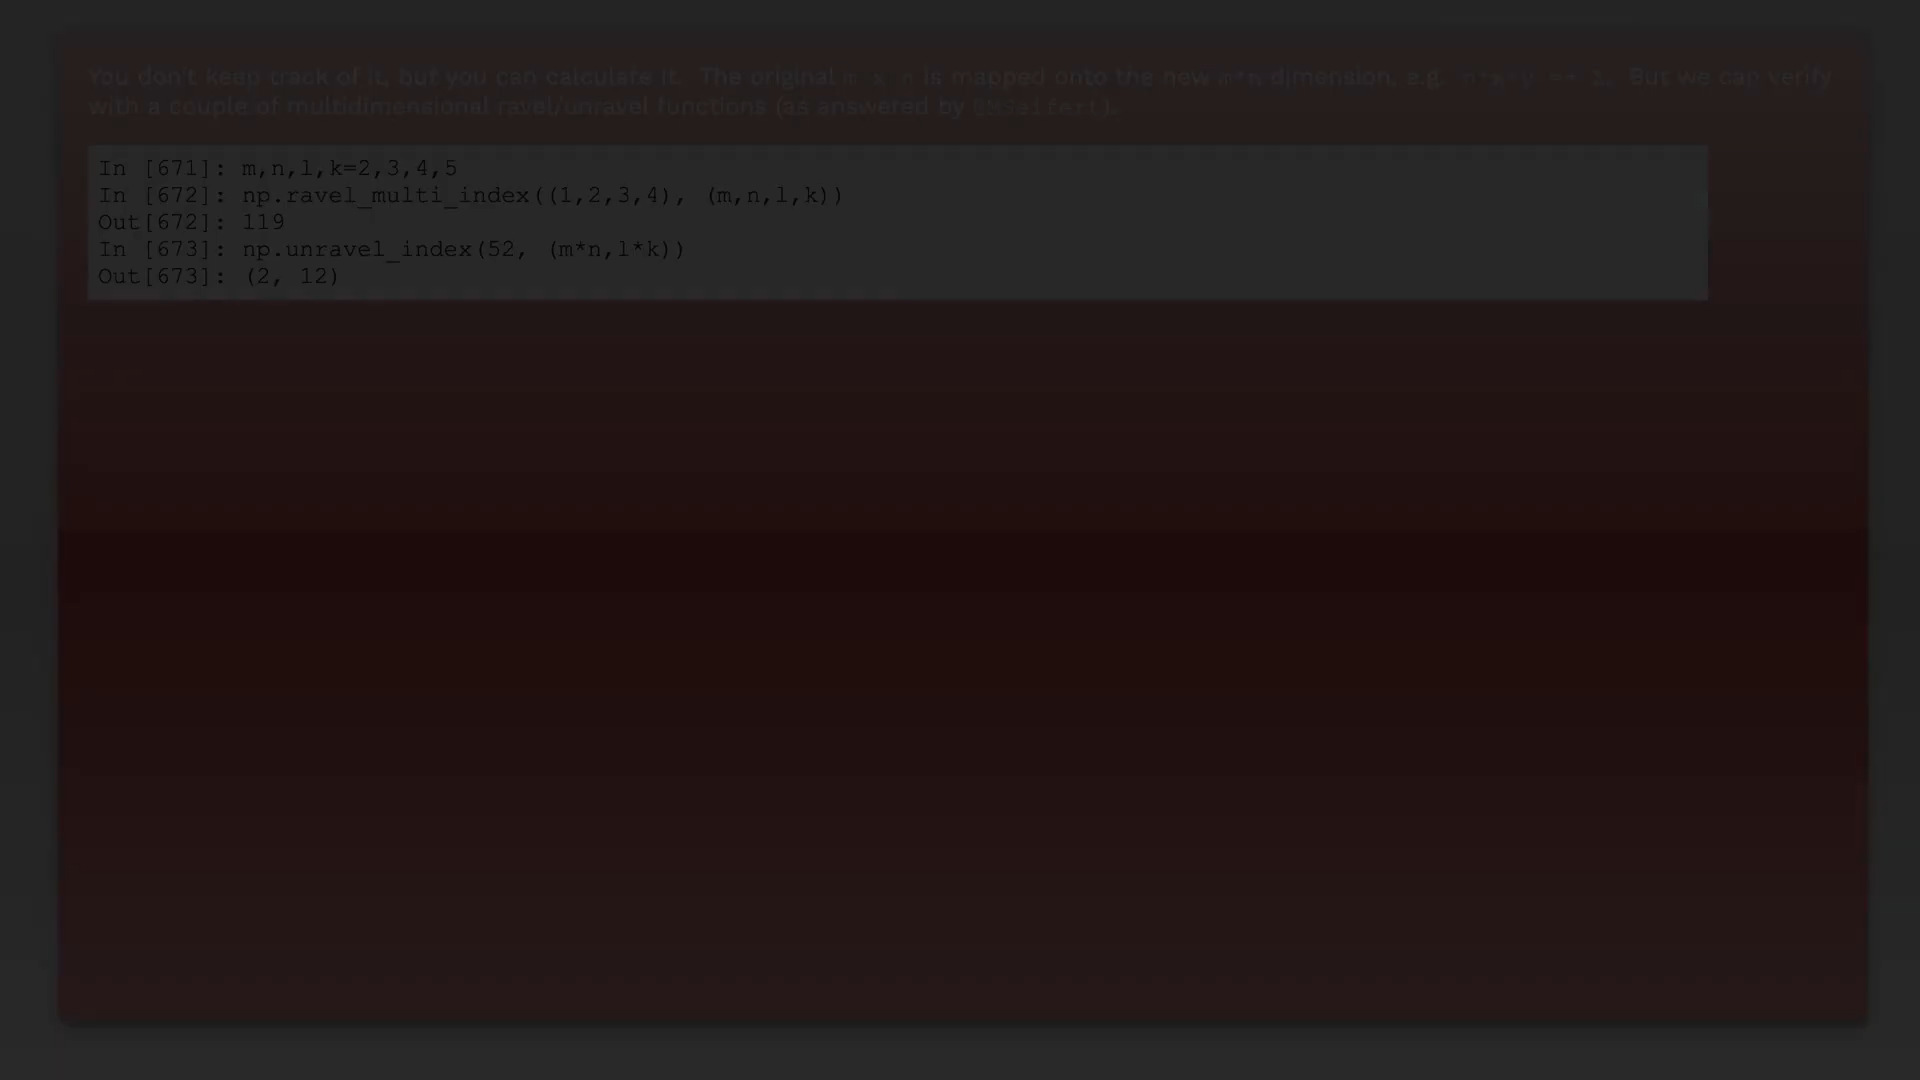 You don't keep track of it, but you can calculate it. The original m x n is mapped onto the new m*n dimension, e.g. n*x+y == 2. But we can verify
with a couple of multidimensional ravel/unravel functions (as answered by
In [671]: m,n,l,k=2,3,4,5
In [672]: np.ravel_multi_index((1,2,3,4), (m,n,l,k))
Out[672]: 119
In [673]: np.unravel_index(52, (m*n,l*k))
Out[673]: (2, 12)